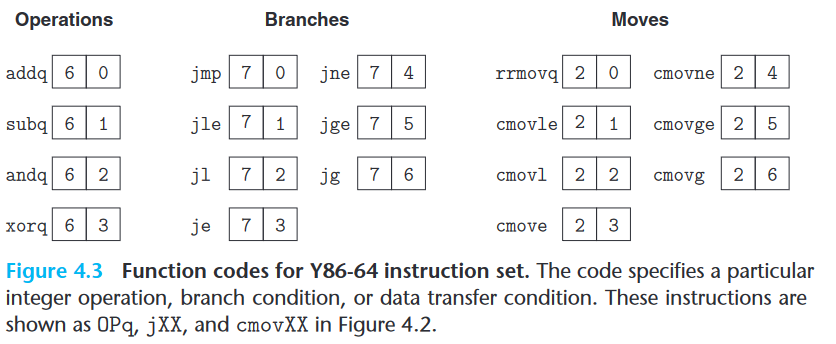 Operations Branches Moves
addq 6 0 jmp 7 0 jne 7 4 rrmovq 2 0 cmovne 2 4
subq 6 1 jle 7 1 jge 7 5 cmovle 2 1 cmovge 2 5
andq 6 2 jl 7 2 jg 7 6 cmovl 2 2 cmovg 2 6
xorq 6 3 je 7 3 cmove 2 3
Figure 4.3 Function codes for Y86-64 instruction set. The code specifies a particular
integer operation, branch condition, or data transfer condition. These instructions are
shown as OPq, jXX, and cmovXX in Figure 4.2.